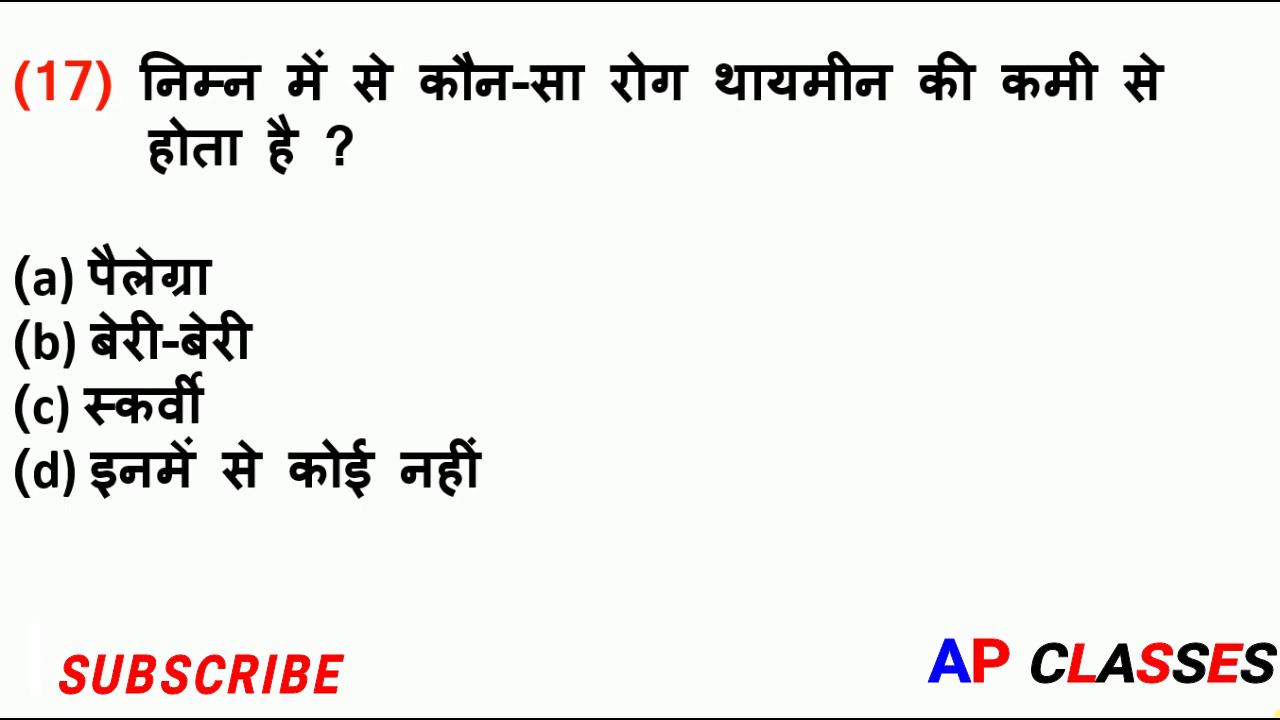 (17) निम्न में से कौन-सा रोग थायमीन की कमी से
होता है ?
(a) पैलेग्रा
(b) बेरी-बेरी
(c) स्कर्वी
(d) इनमें से कोई नहीं
SUBSCRIBE
AP CLASSES